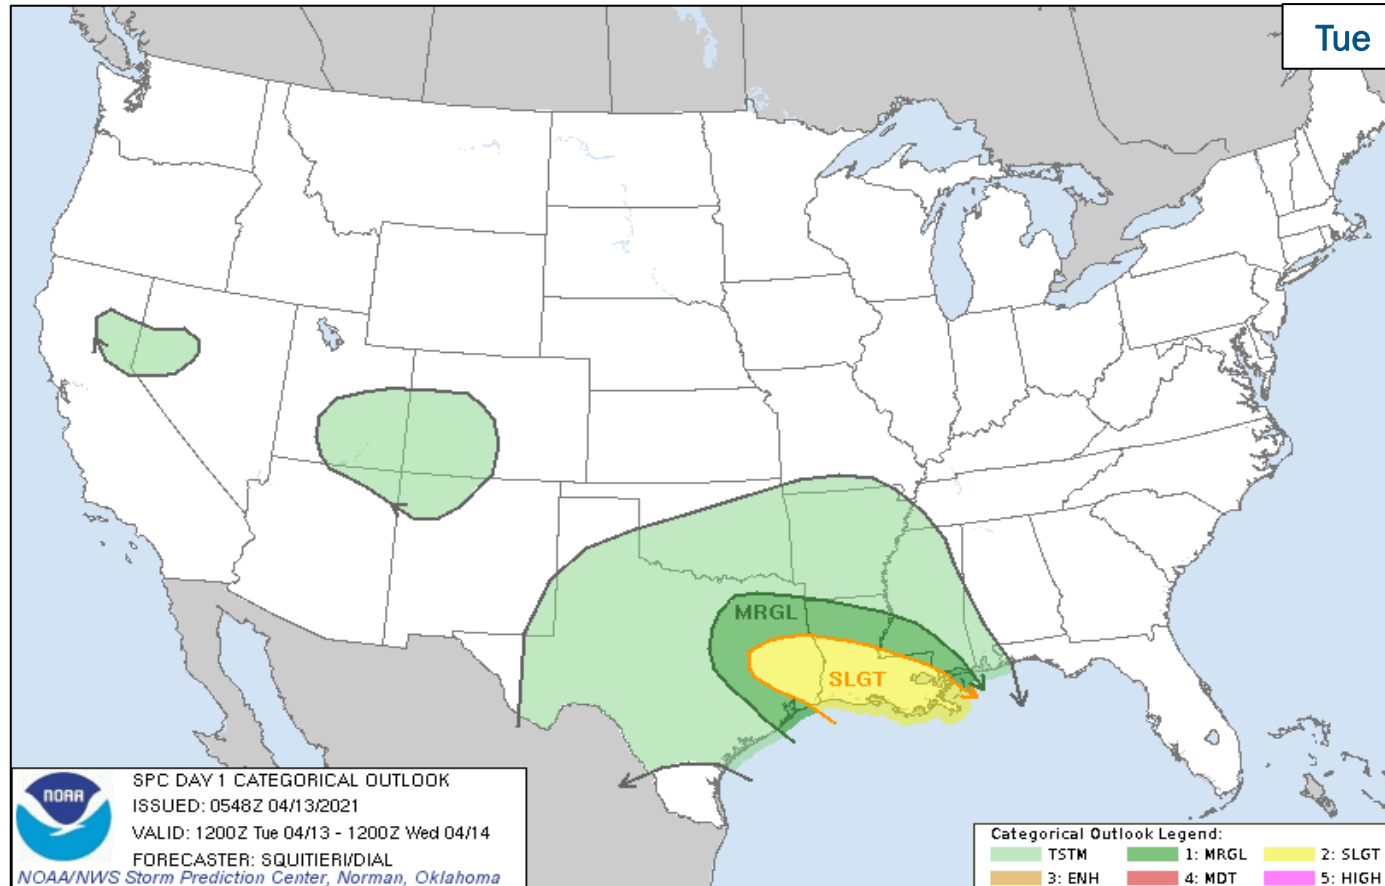 Tue
MRGL
SLGT
NOAA
SPC DAY 1 CATEGORICAL OUTLOOK
ISSUED: 0548Z 04/13/2021
VALID: 1200Z Tue 04/13 - 1200Z Wed 04/14
FORECASTER: SQUITIERI/DIAL
NOAA/NWS Storm Prediction Center, Norman, Oklahoma
Categorical Outlook Legend:
TSTM 1: MRGL 2: SLGT
3: ENH 4: MDT 5: HIGH